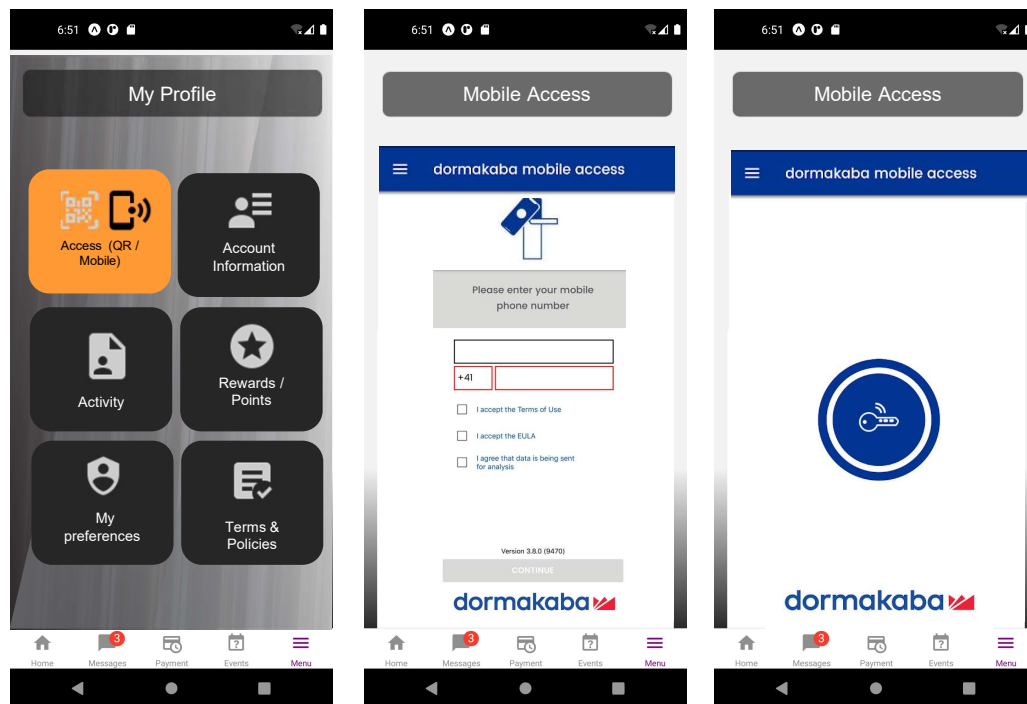 6:51
My Profile
Access (QR /
Mobile)
Account
Information
Activity
Rewards /
Points
My
preferences
Terms &
Policies
3
Home
Messages
Payment
Events
Menu
6:51
Mobile Access
dormakaba mobile access
Please enter your mobile
phone number
+41
I accept the Terms of Use
I accept the EULA
I agree that data is being sent
for analysis
Version 3.8.0 (9470)
CONTINUE
dormakaba
3
Home
Messages
Payment
Events
Menu
6:51
Mobile Access
dormakaba mobile access
dormakaba
3
Home
Messages
Payment
Events
Menu